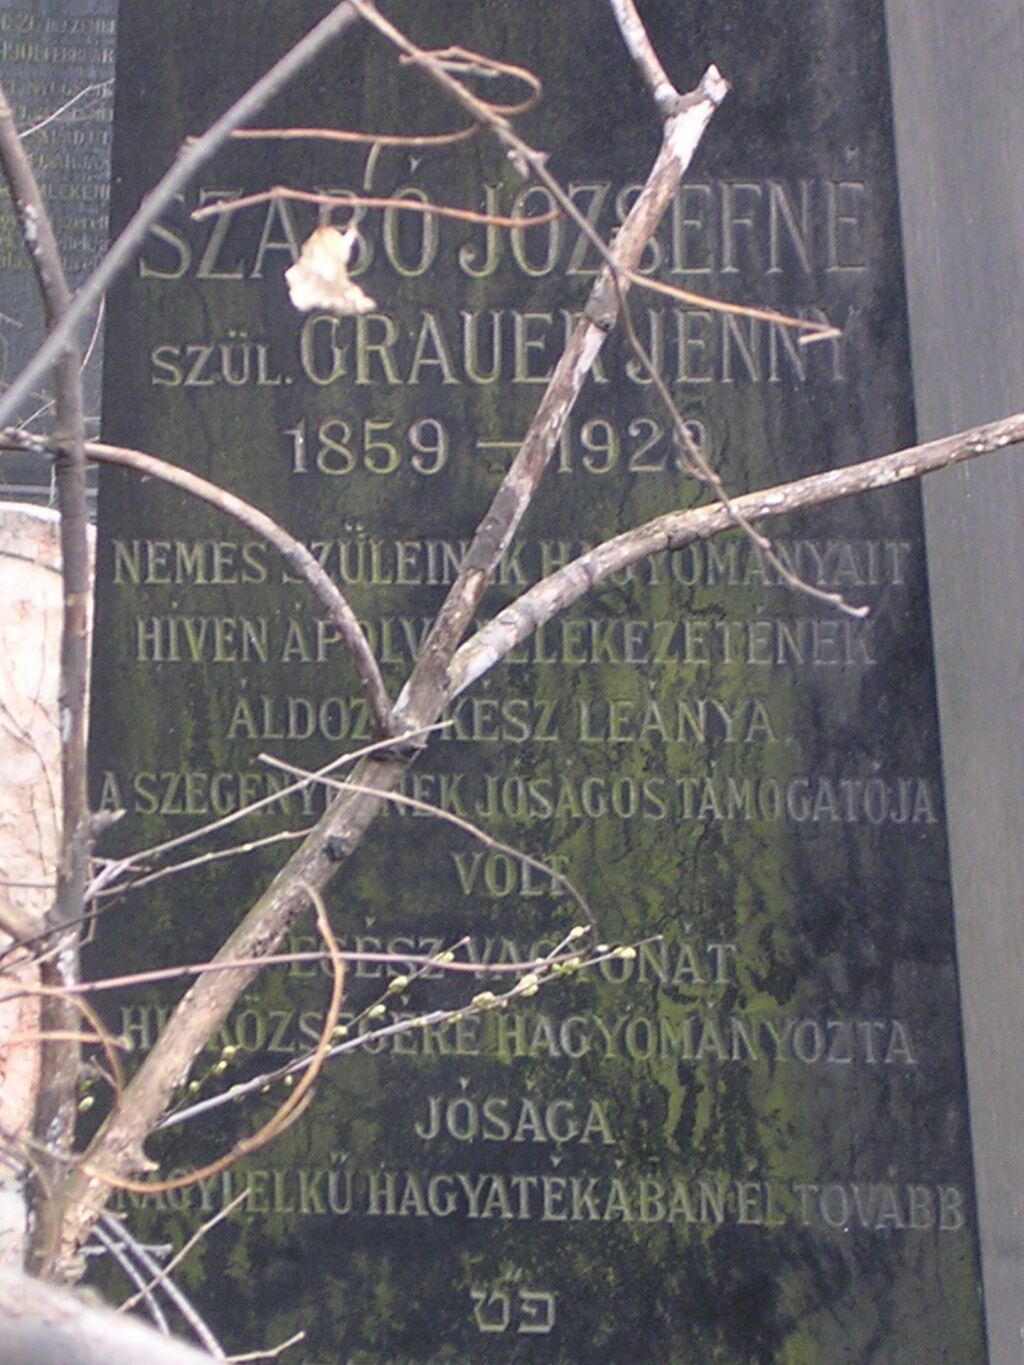 SZABÓ JÓZSEFNÉ
SZÜL. GRAUER JENNY
1859 – 1929
NEMES SZÜLEINEK HAGYOMÁNYAIT
HÍVEN ÁPOLVA FELEKEZETÉNEK
ÁLDOZATKÉSZ LEÁNYA,
A SZEGÉNYEKNEK JÓSÁGOS TÁMOGATÓJA
VOLT
EGÉSZ VAGYONÁT
HITKÖZSÉGÉRE HAGYOMÁNYOZTA
JÓSÁGA
NAGYLELKŰ HAGYATÉKÁBAN ÉL TOVÁBB
פ״ט